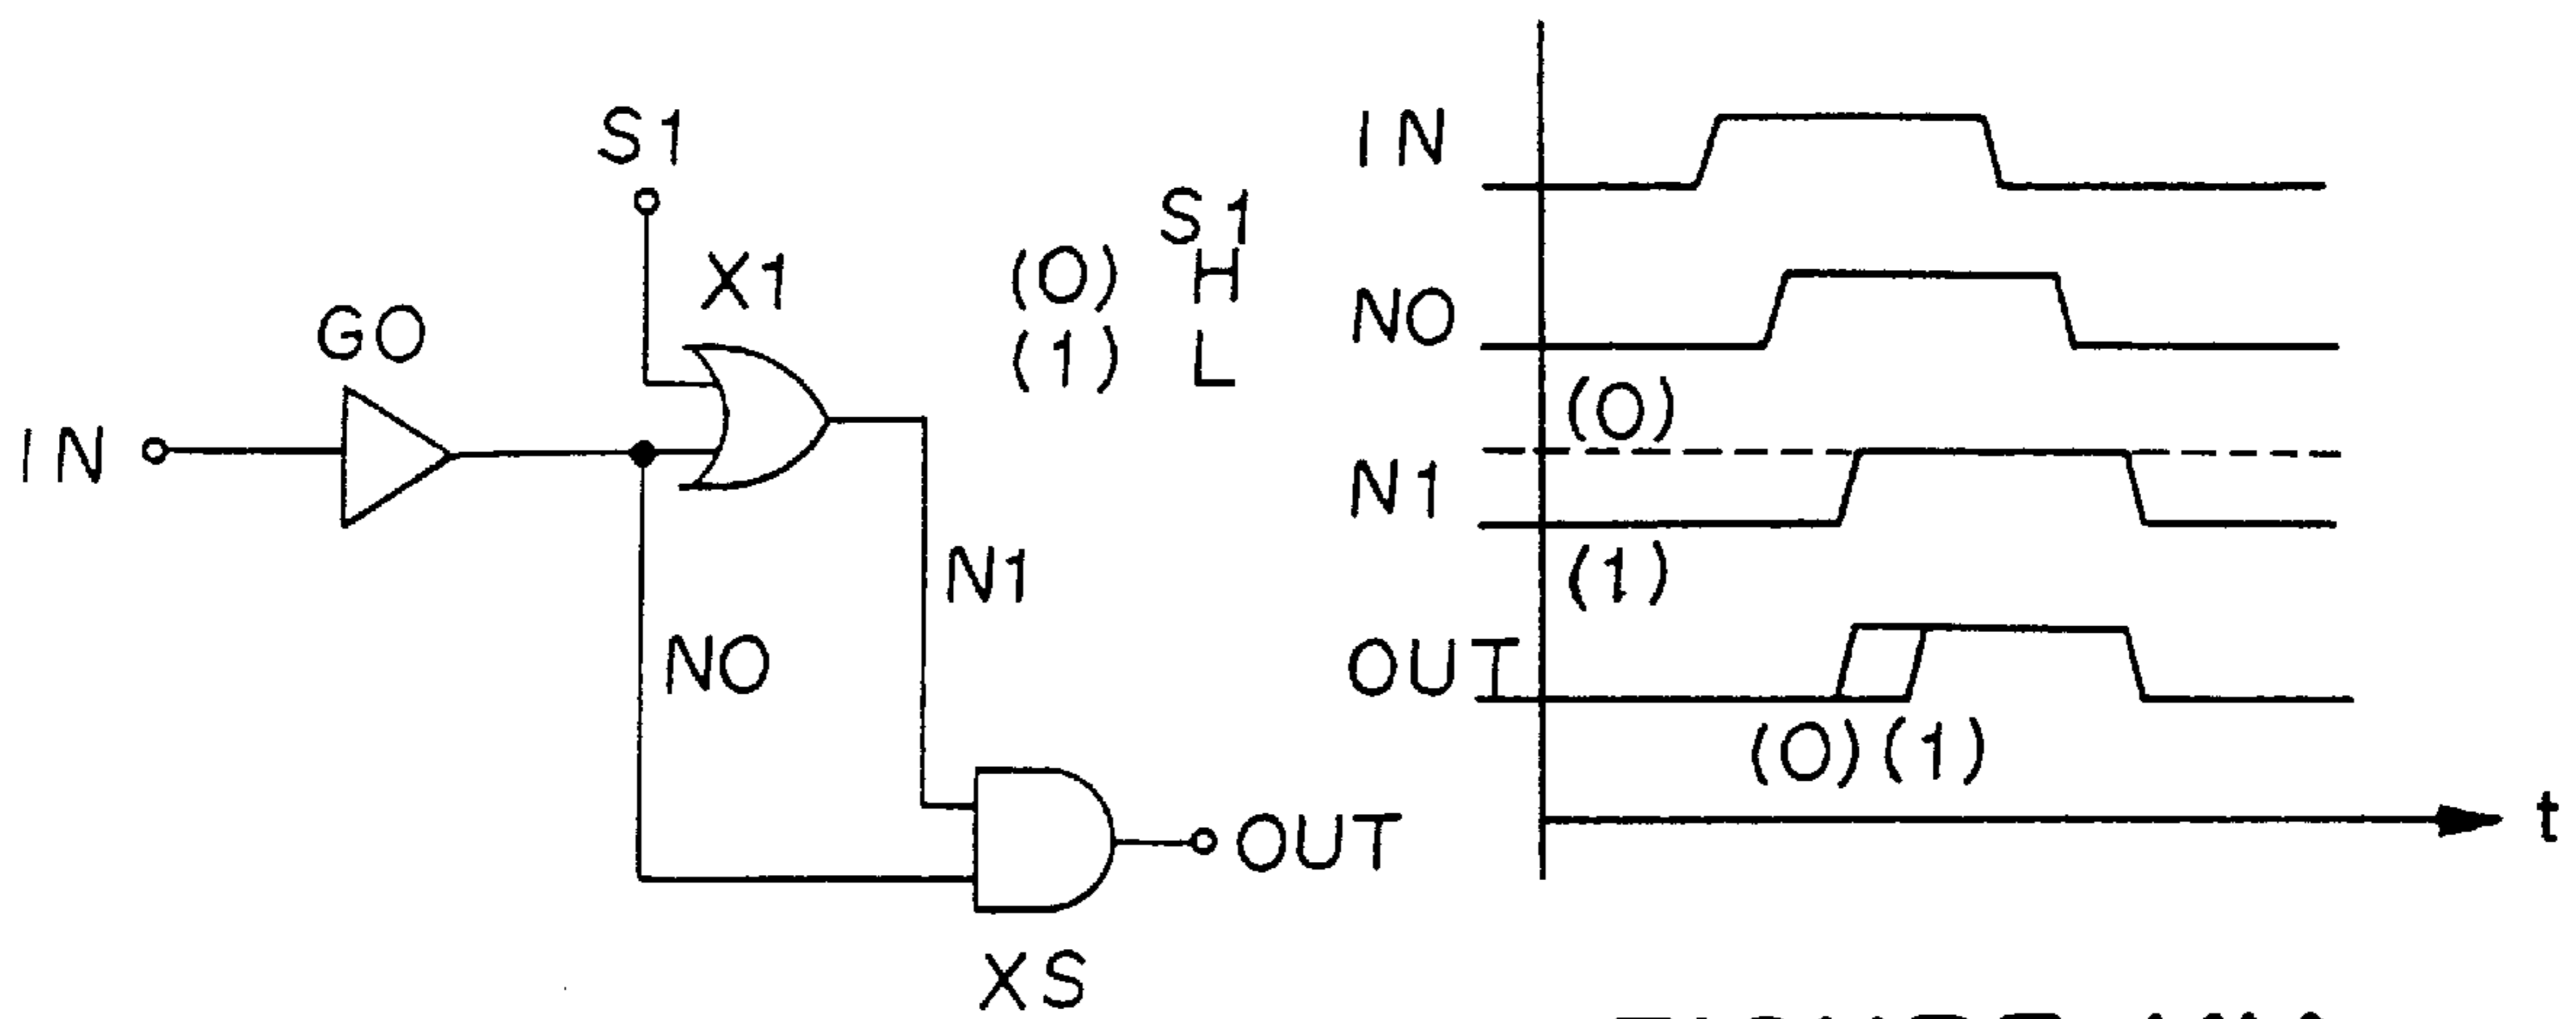 S1
X1
GO
IN
N1
NO
OUT
XS
S1
(0) H
(1) L
IN
NO
(0)
N1
(1)
OUT
(0)(1)
t